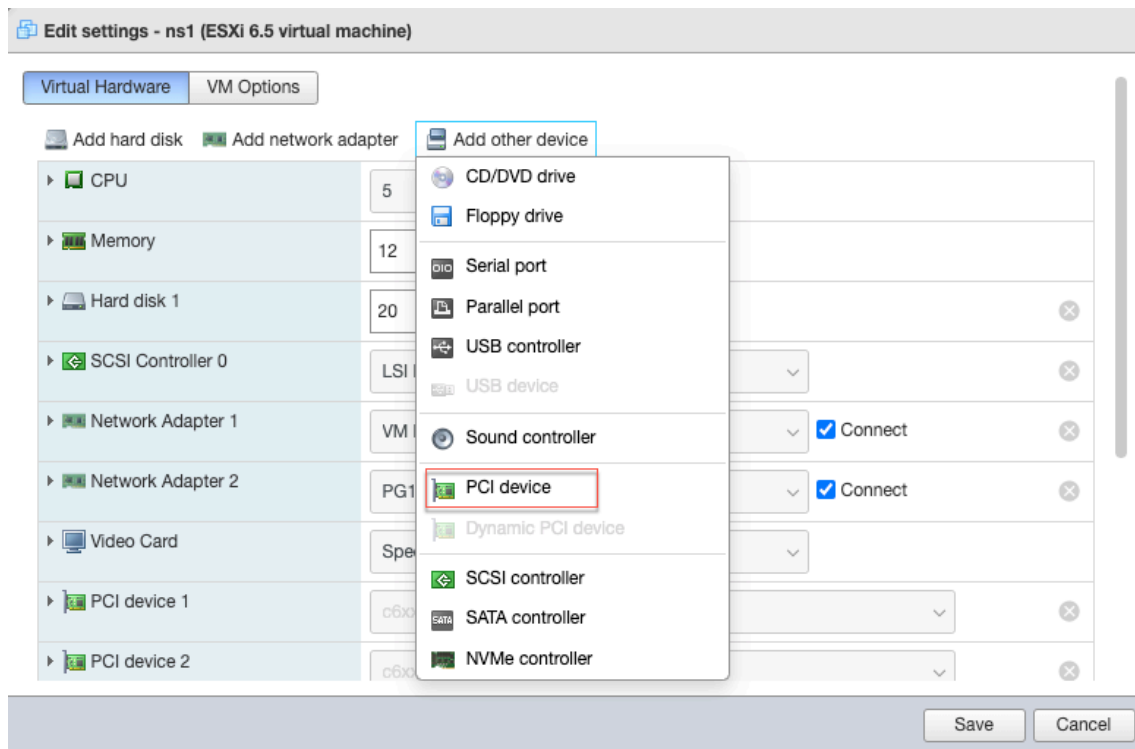 Edit settings - ns1 (ESXi 6.5 virtual machine)
Virtual Hardware VM Options
Add hard disk Add network adapter Add other device
CPU 5
CD/DVD drive
Floppy drive
Memory 12
Serial port
Hard disk 1 20
Parallel port
USB controller
SCSI Controller 0 LSI
USB device
Network Adapter 1 VM Connect
Sound controller
Network Adapter 2 PG1 Connect
PCI device
Dynamic PCI device
Video Card Spe
SCSI controller
PCI device 1 c6xx
SATA controller
PCI device 2 c6xx
NVMe controller
Save Cancel